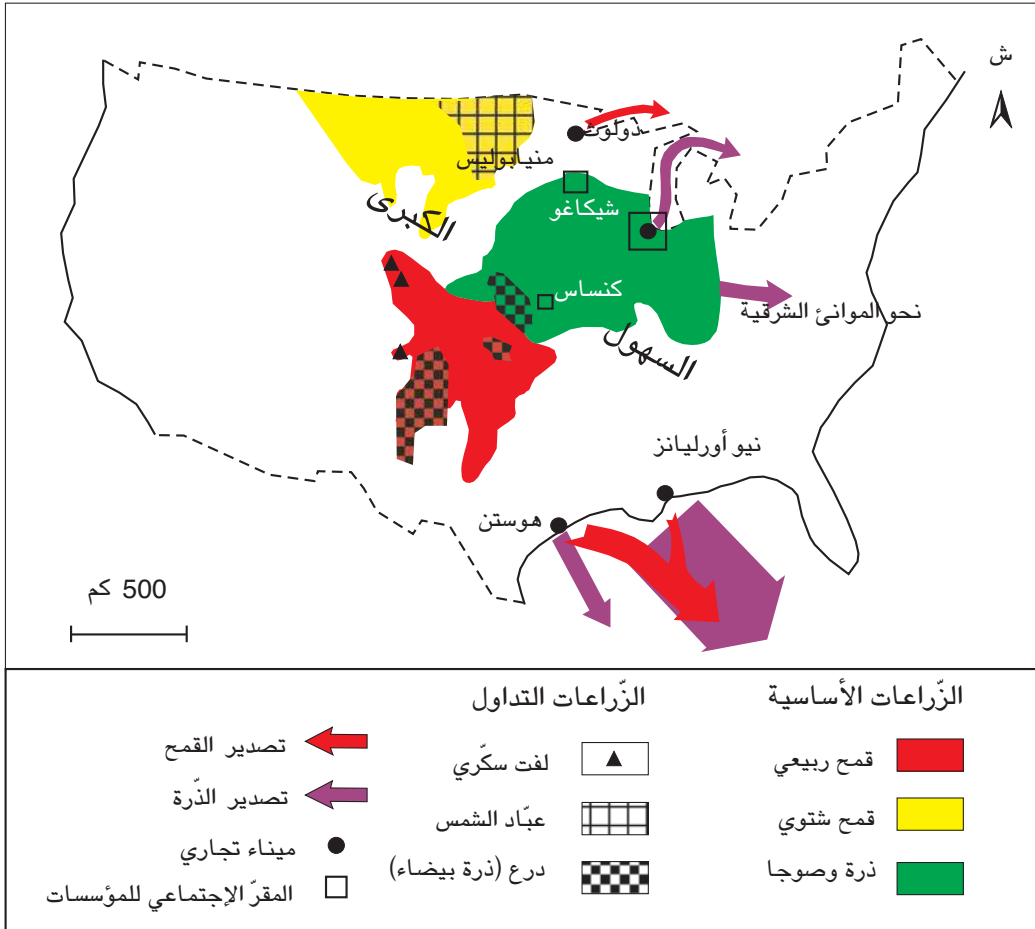 ش
دولوث
منيابوليس
شيكاغو
الكبرى
كنساس
نحو الموانئ الشرقية
السهول
نيو أورليانز
هوستن
500 كم
الزّراعات الأساسية
قمح ربيعي
قمح شتوي
ذرة وصوجا
الزّراعات التداول
لفت سكّري
عبّاد الشمس
درع (ذرة بيضاء)
تصدير القمح
تصدير الذّرة
ميناء تجاري
المقرّ الإجتماعي للمؤسسات